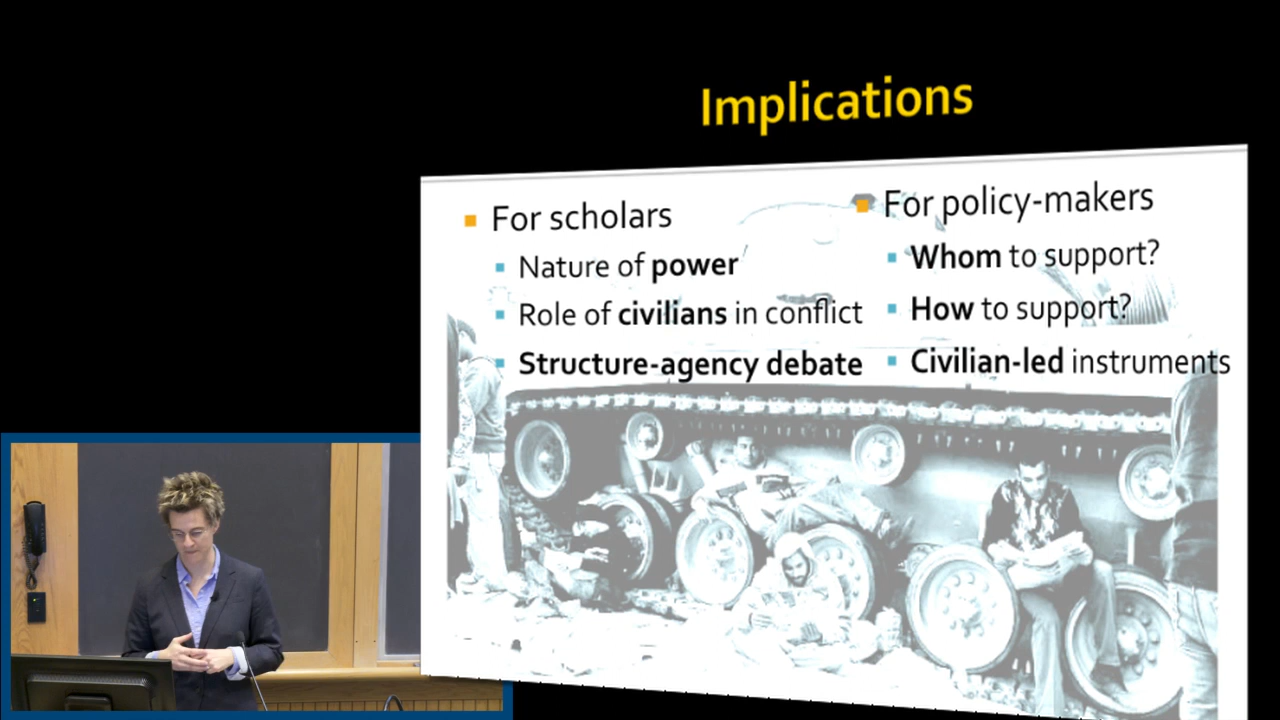 Implications
For scholars
Nature of power
Role of civilians in conflict
Structure-agency debate
For policy-makers
Whom to support?
How to support?
Civilian-led instruments